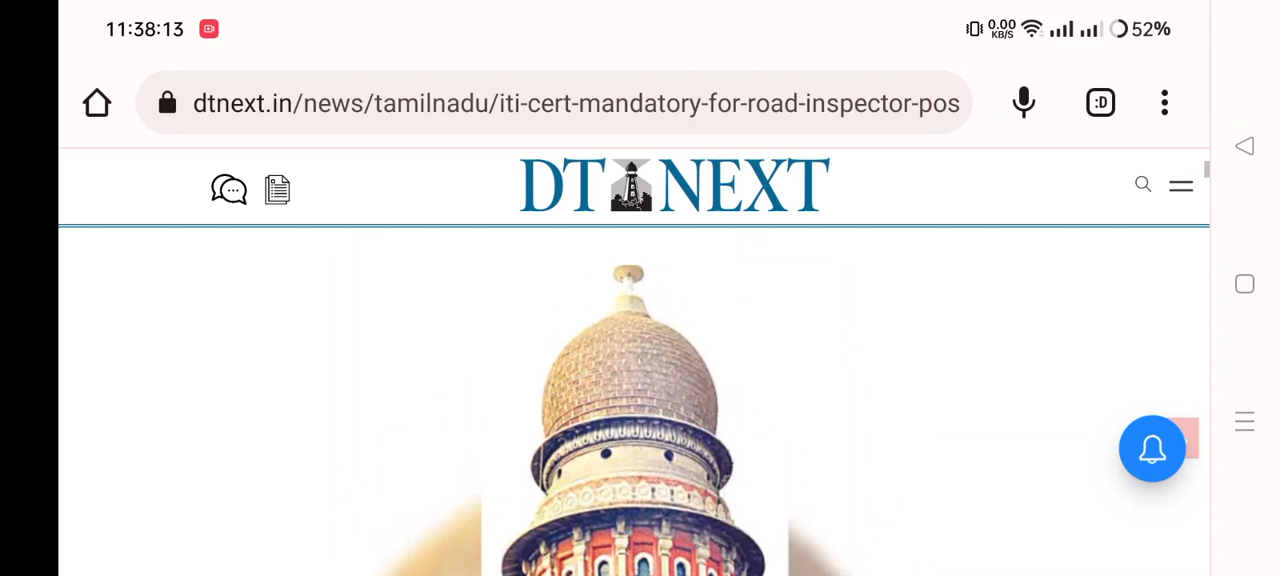 11:38:13
0.00
KB/S
52%
dtnext.in/news/tamilnadu/iti-cert-mandatory-for-road-inspector-pos
:D
DT NEXT